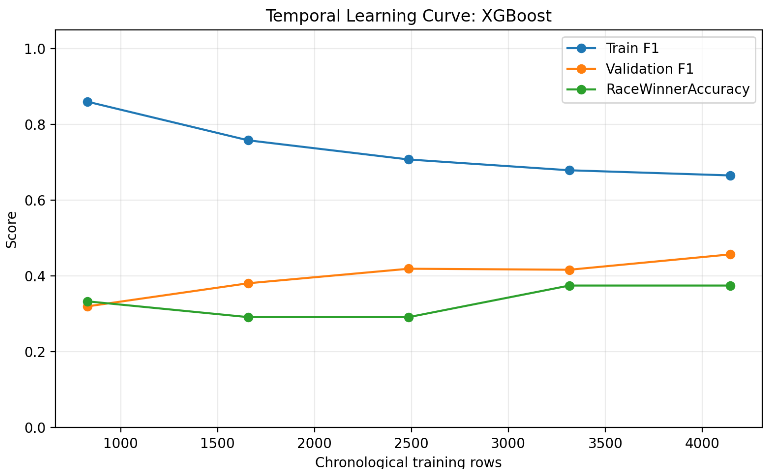 Temporal Learning Curve: XGBoost
Train F1
Validation F1
RaceWinnerAccuracy
1.0
0.8
0.6
0.4
0.2
0.0
Score
1000
1500
2000
2500
3000
3500
4000
Chronological training rows